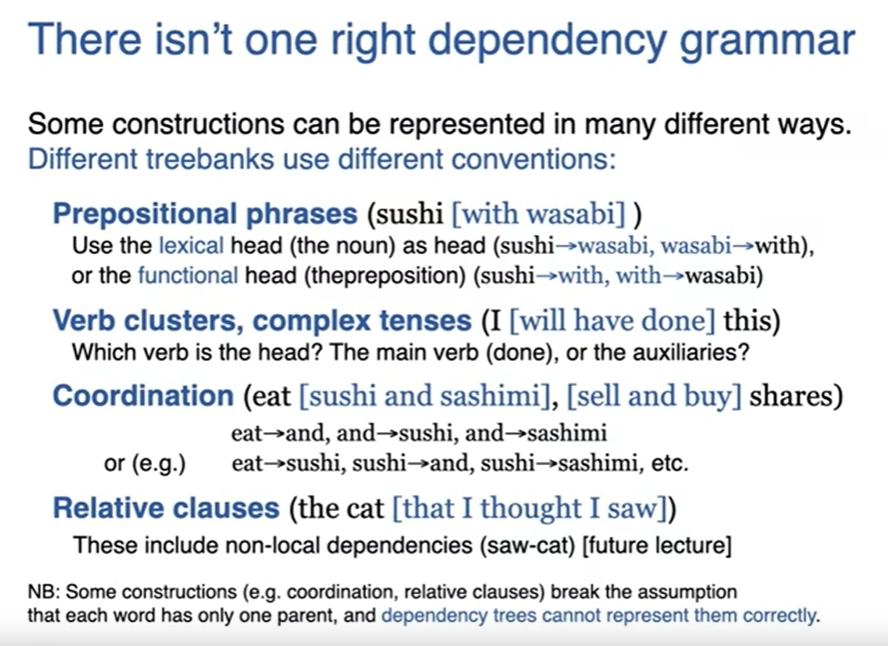 There isn't one right dependency grammar
Some constructions can be represented in many different ways.
Different treebanks use different conventions:
Prepositional phrases (sushi [with wasabi] )
Use the lexical head (the noun) as head (sushi→wasabi, wasabi→with),
or the functional head (thepreposition) (sushi→with, with→wasabi)
Verb clusters, complex tenses (I [will have done] this)
Which verb is the head? The main verb (done), or the auxiliaries?
Coordination (eat [sushi and sashimi], [sell and buy] shares)
eat→and, and→sushi, and→sashimi
or (e.g.) eat→sushi, sushi→and, sushi→sashimi, etc.
Relative clauses (the cat [that I thought I saw])
These include non-local dependencies (saw-cat) [future lecture]
NB: Some constructions (e.g. coordination, relative clauses) break the assumption
that each word has only one parent, and dependency trees cannot represent them correctly.